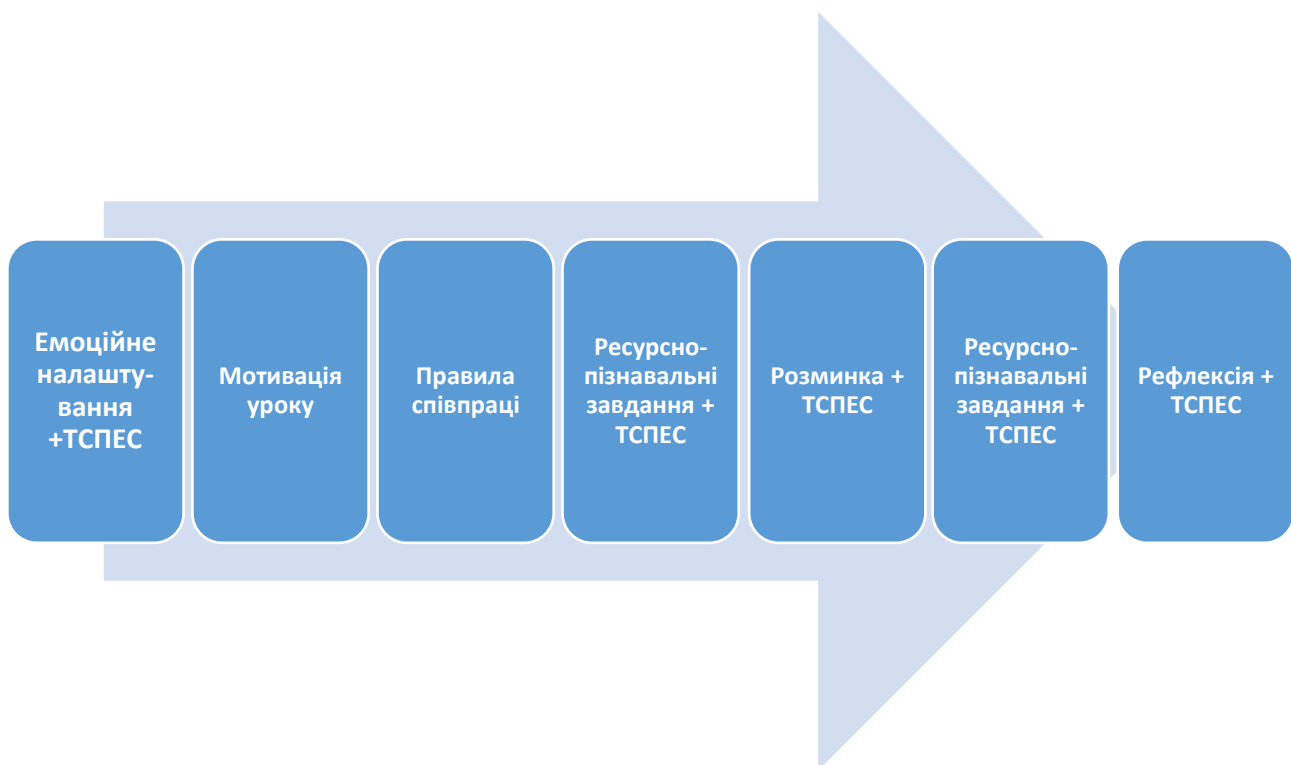 Емоційне
налашту-
вання
+ТСПЕС
Мотивація
уроку
Правила
співпраці
Ресурсно-
пізнавальні
завдання +
ТСПЕС
Розминка +
ТСПЕС
Ресурсно-
пізнавальні
завдання +
ТСПЕС
Рефлексія +
ТСПЕС